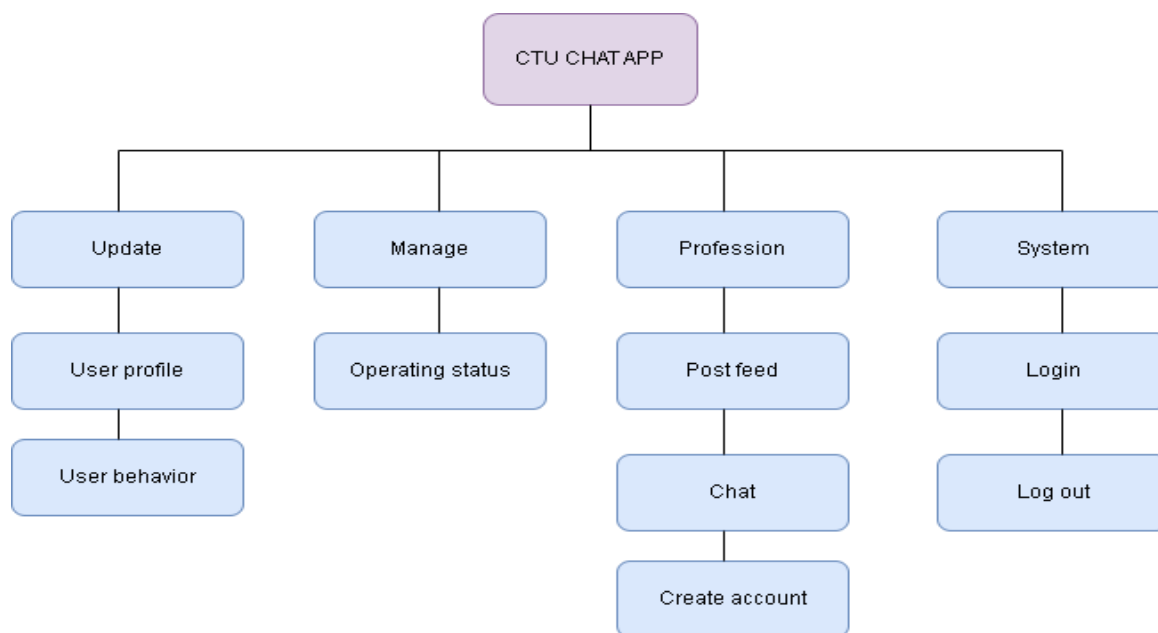 CTU CHAT APP
Update
Manage
Profession
System
User profile
Operating status
Post feed
Login
User behavior
Chat
Log out
Create account